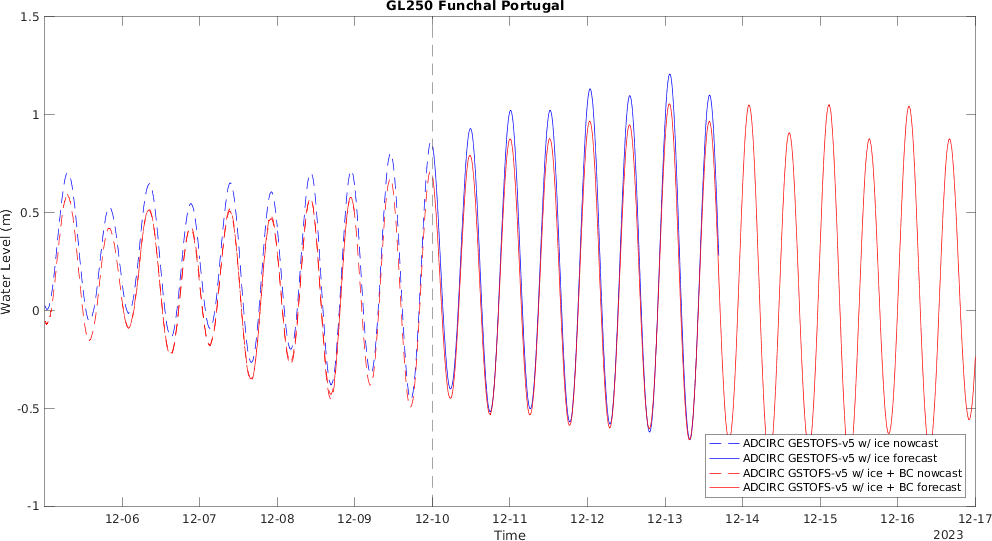 GL250 Funchal Portugal
1.5
1
0.5
0
-0.5
-1
Water Level (m)
12-06
12-07
12-08
12-09
12-10
12-11
12-12
12-13
12-14
12-15
12-16
12-17
Time
2023
ADCIRC GESTOFS-v5 w/ ice nowcast
ADCIRC GESTOFS-v5 w/ ice forecast
ADCIRC GSTOFS-v5 w/ ice + BC nowcast
ADCIRC GSTOFS-v5 w/ ice + BC forecast